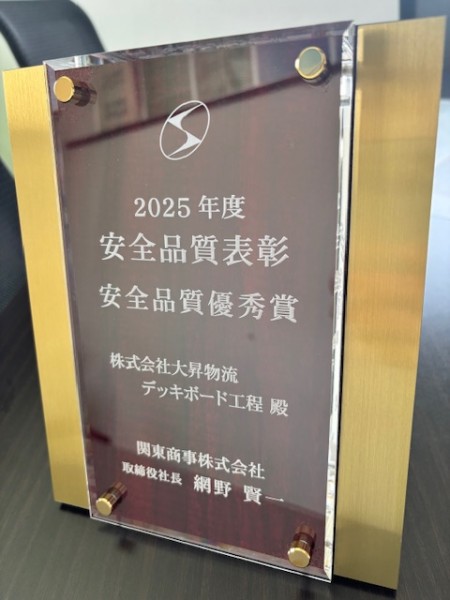 2025年度
安全品質表彰
安全品質優秀賞
株式会社大昇物流
デッキボード工程 殿
関東商事株式会社
取締役社長 網野 賢一